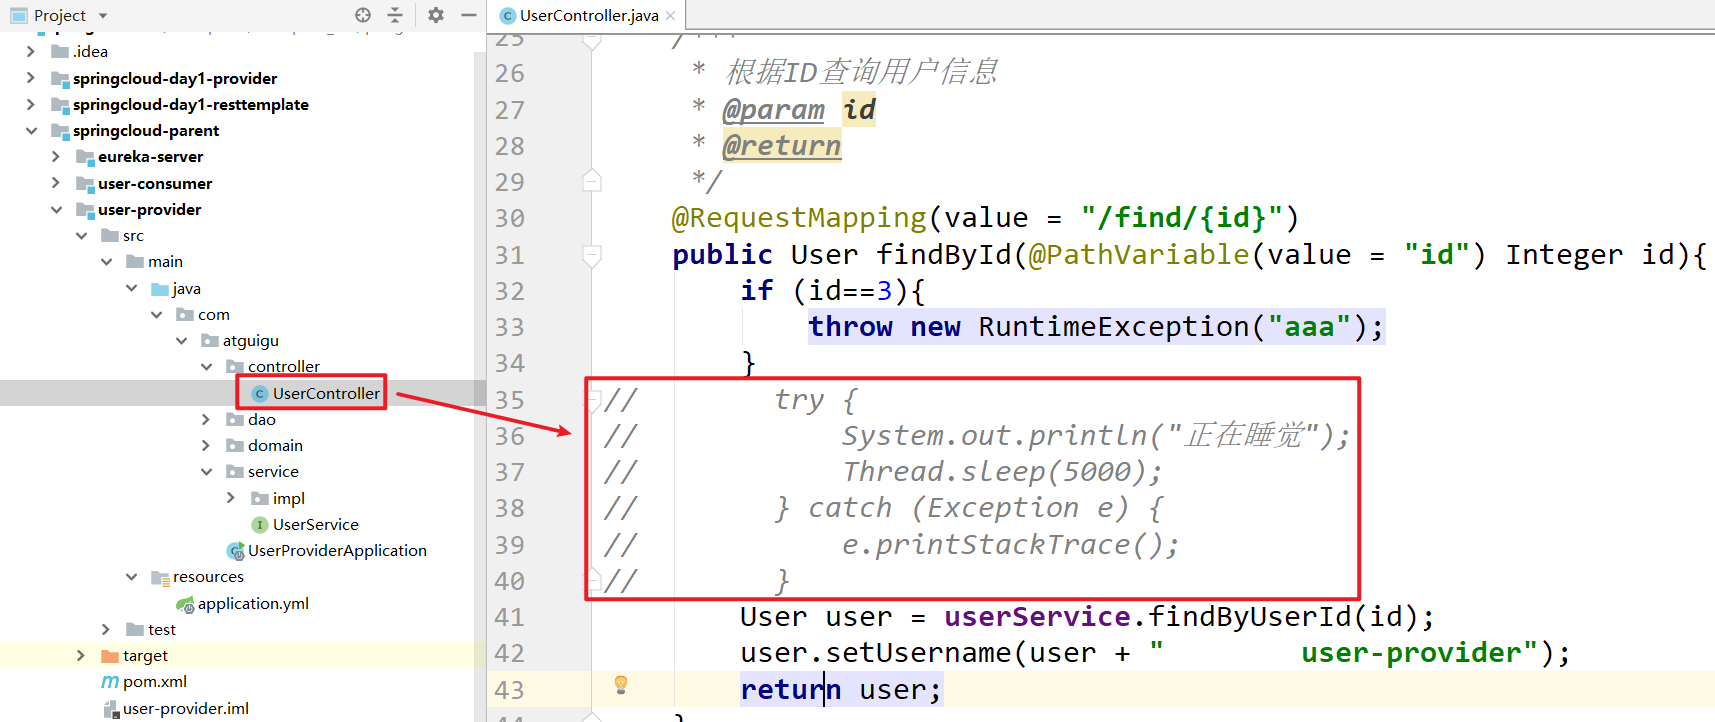 Project
.idea
springcloud-day1-provider
springcloud-day1-resttemplate
springcloud-parent
eureka-server
user-consumer
user-provider
src
main
java
com
atguigu
controller
UserController
dao
domain
service
impl
UserService
UserProviderApplication
resources
application.yml
test
target
pom.xml
user-provider.iml
UserController.java
25 /***
26 * 根据ID查询用户信息
27 * @param id
28 * @return
29 */
30 @RequestMapping(value = "/find/{id}")
31 public User findById(@PathVariable(value = "id") Integer id){
32 if (id==3){
33 throw new RuntimeException("aaa");
34 }
35 // try {
36 // System.out.println("正在睡觉");
37 // Thread.sleep(5000);
38 // } catch (Exception e) {
39 // e.printStackTrace();
40 // }
41 User user = userService.findByUserId(id);
42 user.setUsername(user + "        user-provider");
43 return user;